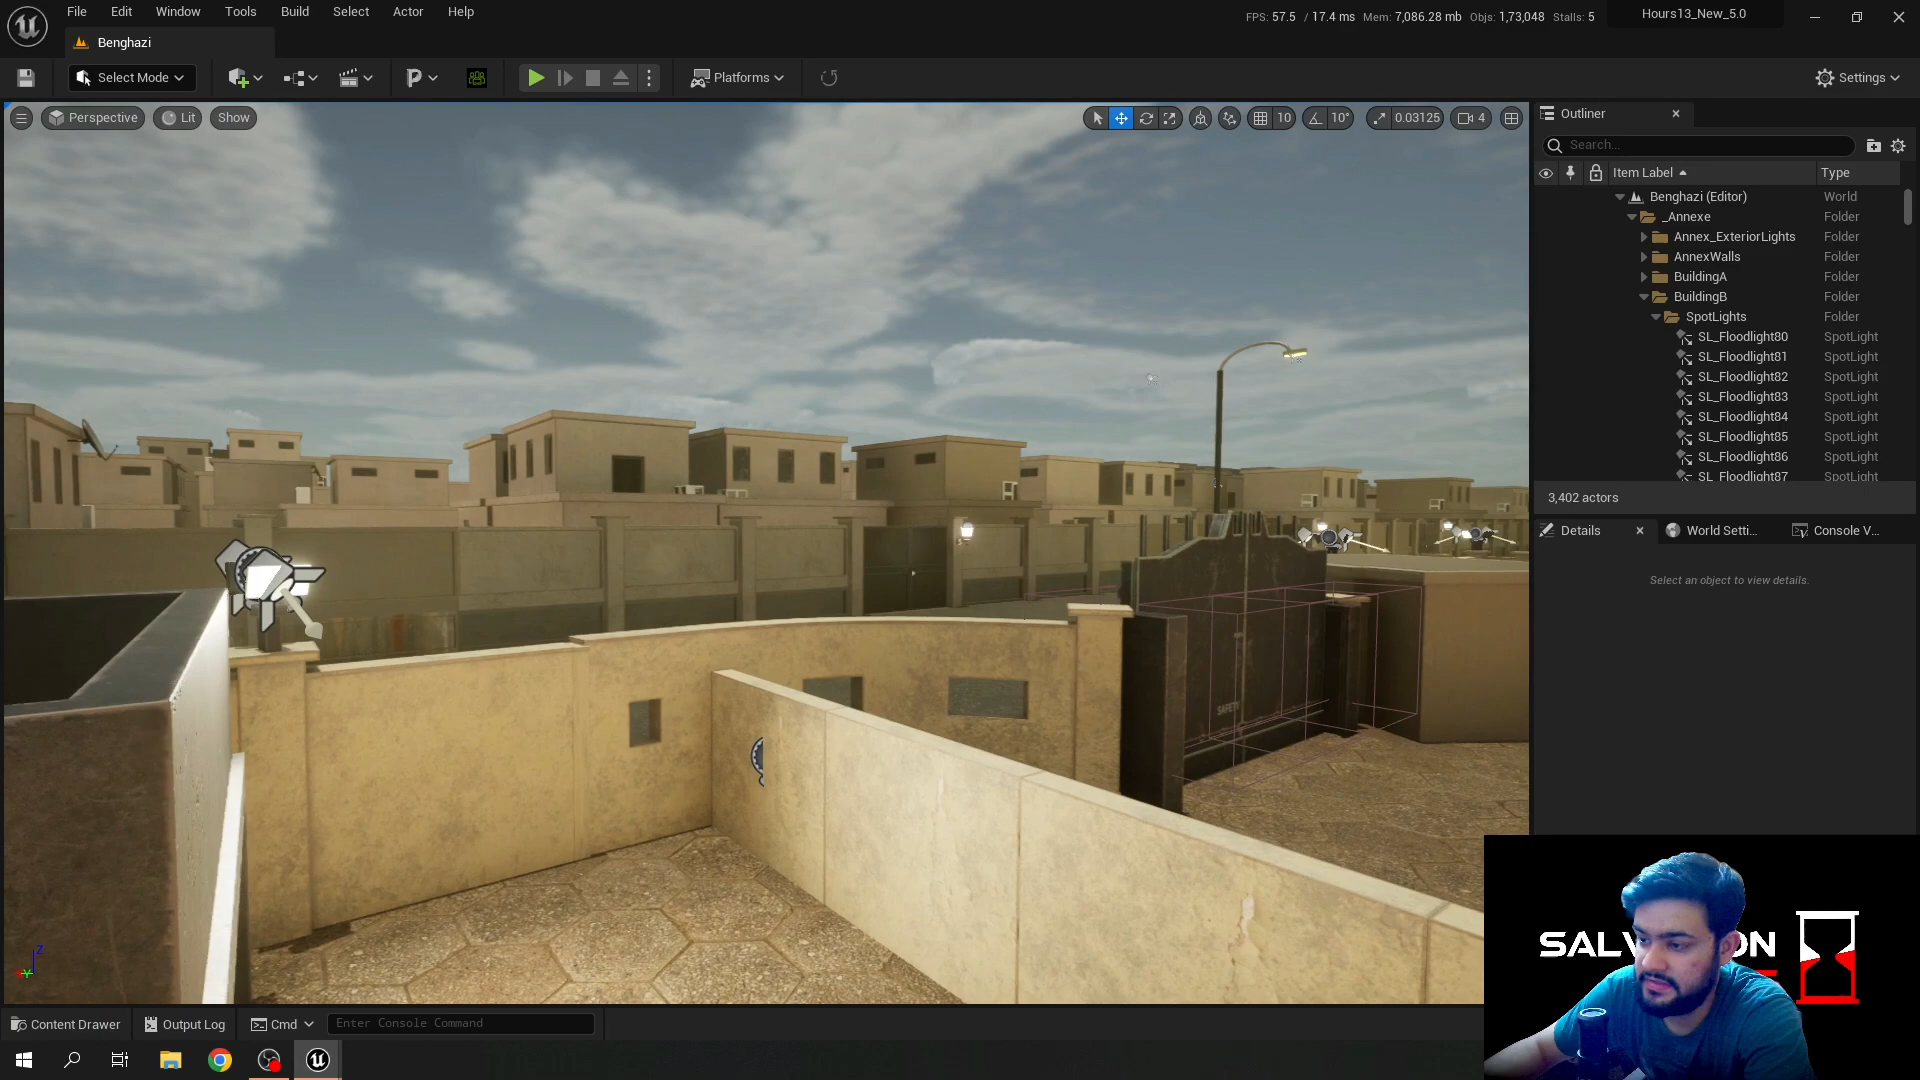 File Edit Window Tools Build Select Actor Help
FPS: 57.5 / 17.4 ms Mem: 7,086.28 mb Objs: 1,73,048 Stalls: 5
Hours13_New_5.0
Benghazi
Select Mode
Platforms
Settings
Perspective
Lit
Show
10
10°
0.03125
4
Outliner
Search...
Item Label Type
Benghazi (Editor) World
_Annexe Folder
Annex_ExteriorLights Folder
AnnexWalls Folder
BuildingA Folder
BuildingB Folder
SpotLights Folder
SL_Floodlight80 SpotLight
SL_Floodlight81 SpotLight
SL_Floodlight82 SpotLight
SL_Floodlight83 SpotLight
SL_Floodlight84 SpotLight
SL_Floodlight85 SpotLight
SL_Floodlight86 SpotLight
SL_Floodlight87 SpotLight
3,402 actors
Details
World Setti...
Console V...
Select an object to view details.
SAFETY
Z
Y
Content Drawer
Output Log
Cmd
Enter Console Command